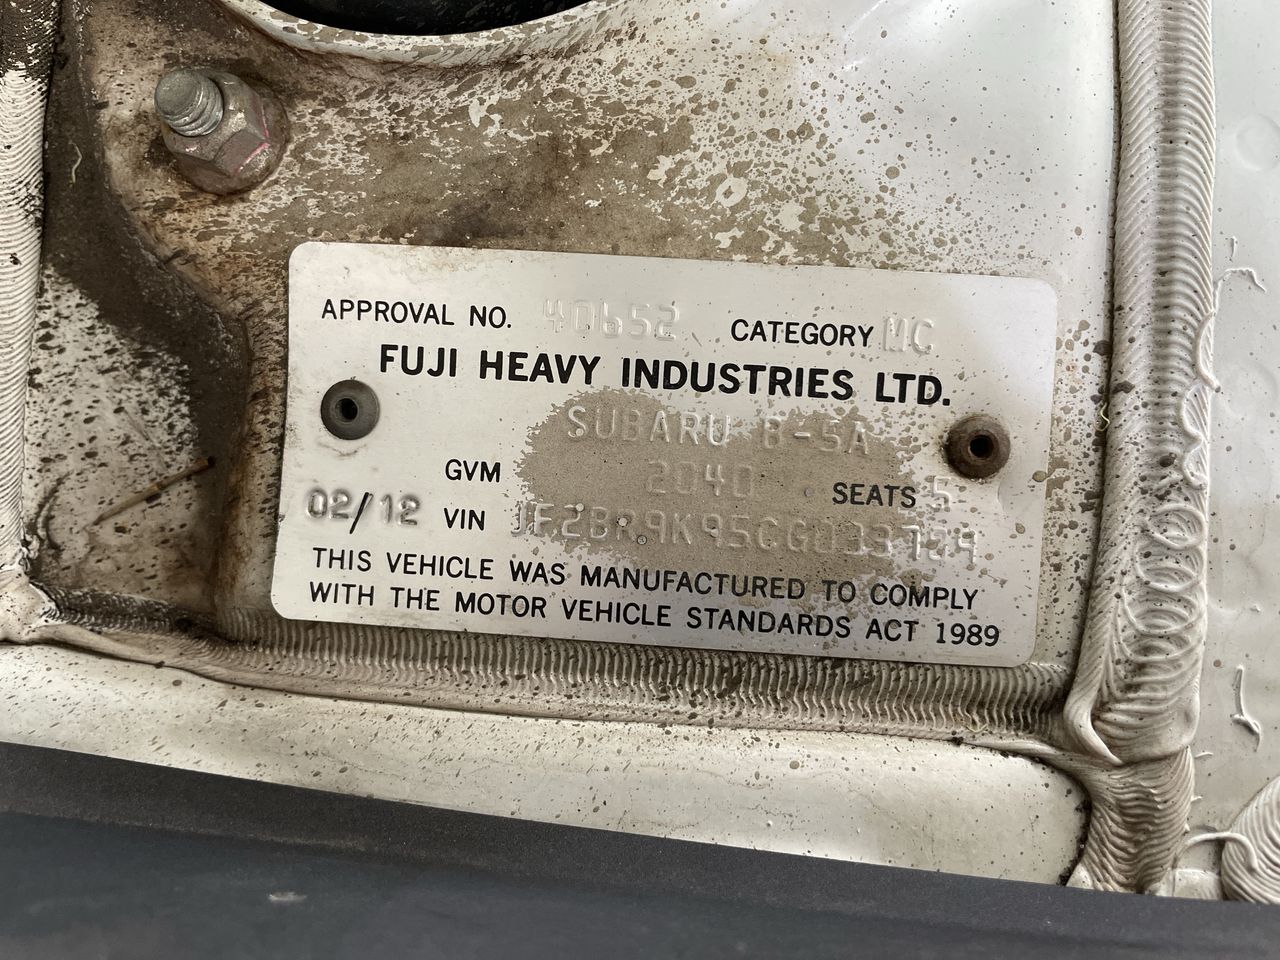 APPROVAL NO. 40652 CATEGORY MC
FUJI HEAVY INDUSTRIES LTD.
SUBARU B-5A
GVM 2040 SEATS 5
02/12 VIN
THIS VEHICLE WAS MANUFACTURED TO COMPLY
WITH THE MOTOR VEHICLE STANDARDS ACT 1989